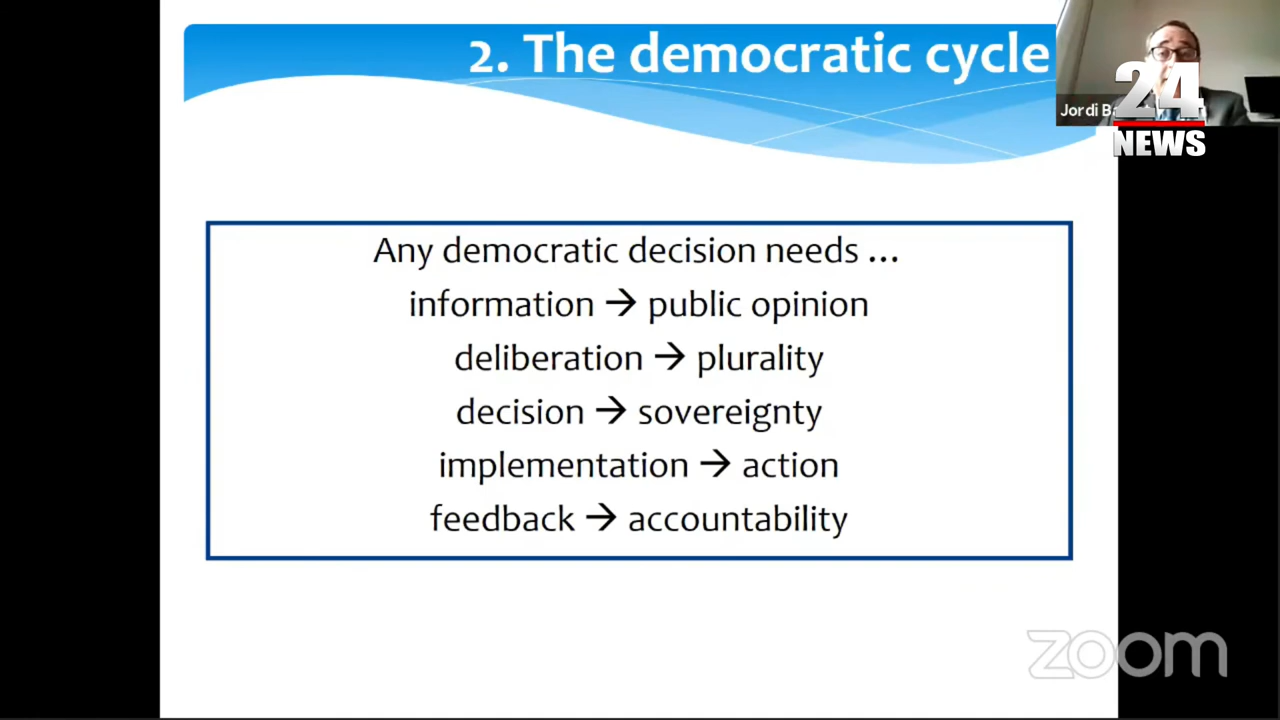 2. The democratic cycle
Jordi
24
NEWS
Any democratic decision needs ...
information → public opinion
deliberation → plurality
decision → sovereignty
implementation → action
feedback → accountability
zoom